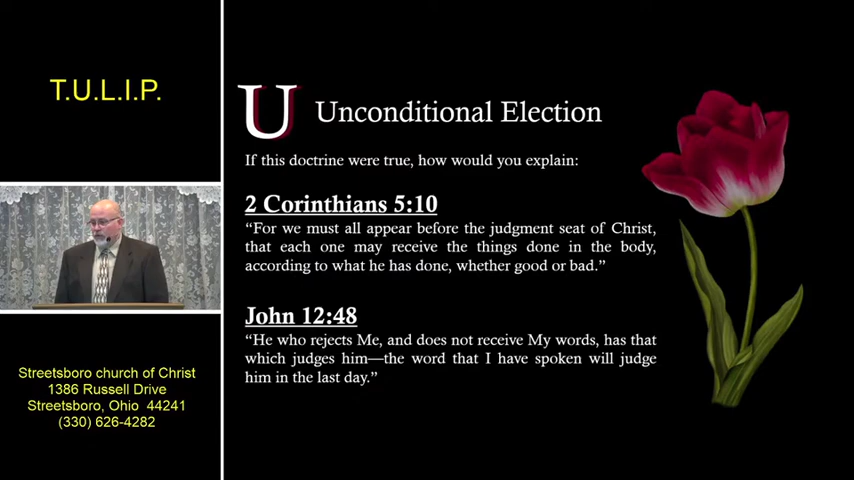 T.U.L.I.P.
U Unconditional Election
If this doctrine were true, how would you explain:
2 Corinthians 5:10
“For we must all appear before the judgment seat of Christ,
that each one may receive the things done in the body,
according to what he has done, whether good or bad.”
John 12:48
“He who rejects Me, and does not receive My words, has that
which judges him—the word that I have spoken will judge
him in the last day.”
Streetsboro church of Christ
1386 Russell Drive
Streetsboro, Ohio 44241
(330) 626-4282